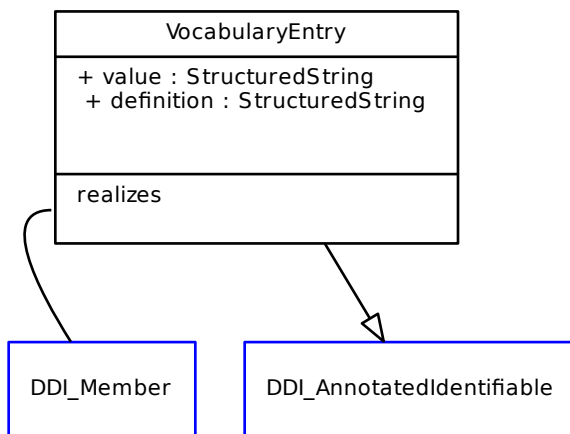 VocabularyEntry
+ value : StructuredString
+ definition : StructuredString
realizes
DDI_Member
DDI_AnnotatedIdentifiable